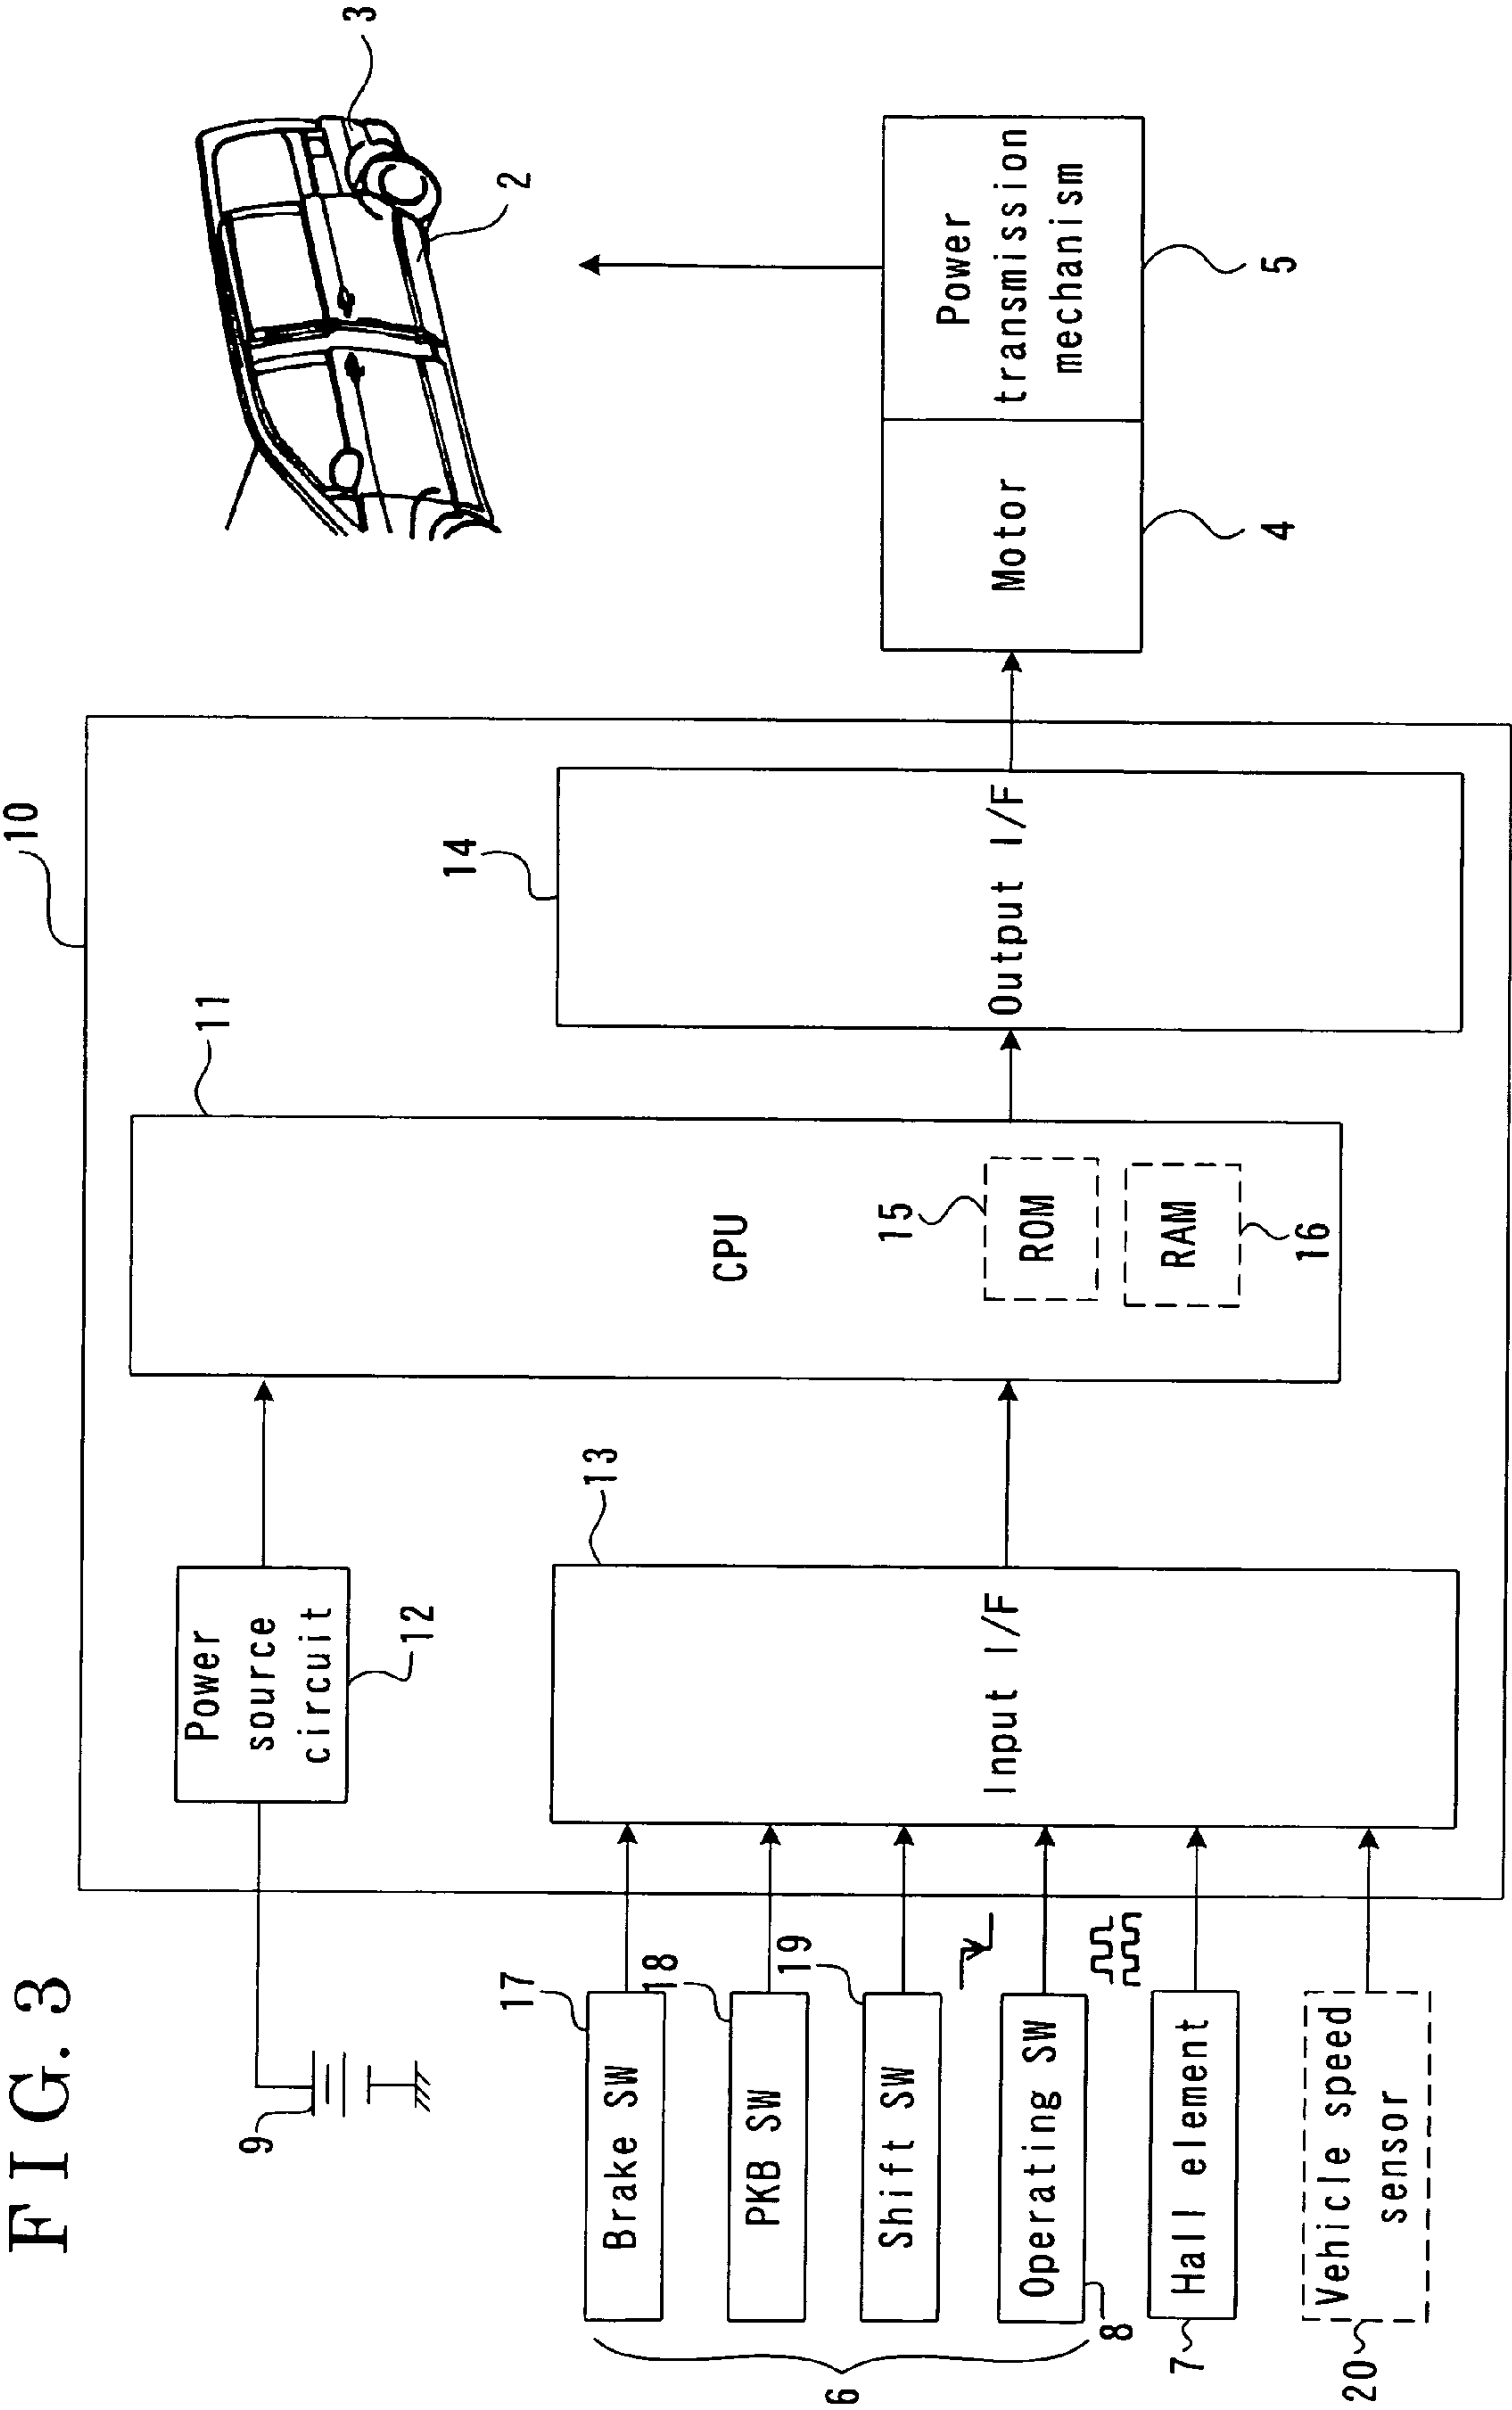 FIG. 3
10
3
2
11
14
Power
source
circuit
12
9
13
CPU
15
ROM
RAM
16
Input I/F
Output I/F
Motor
4
Power
transmission
mechanism
5
17
Brake SW
18
PKB SW
19
Shift SW
Operating SW
8
6
Hall element
7
Vehicle speed
sensor
20